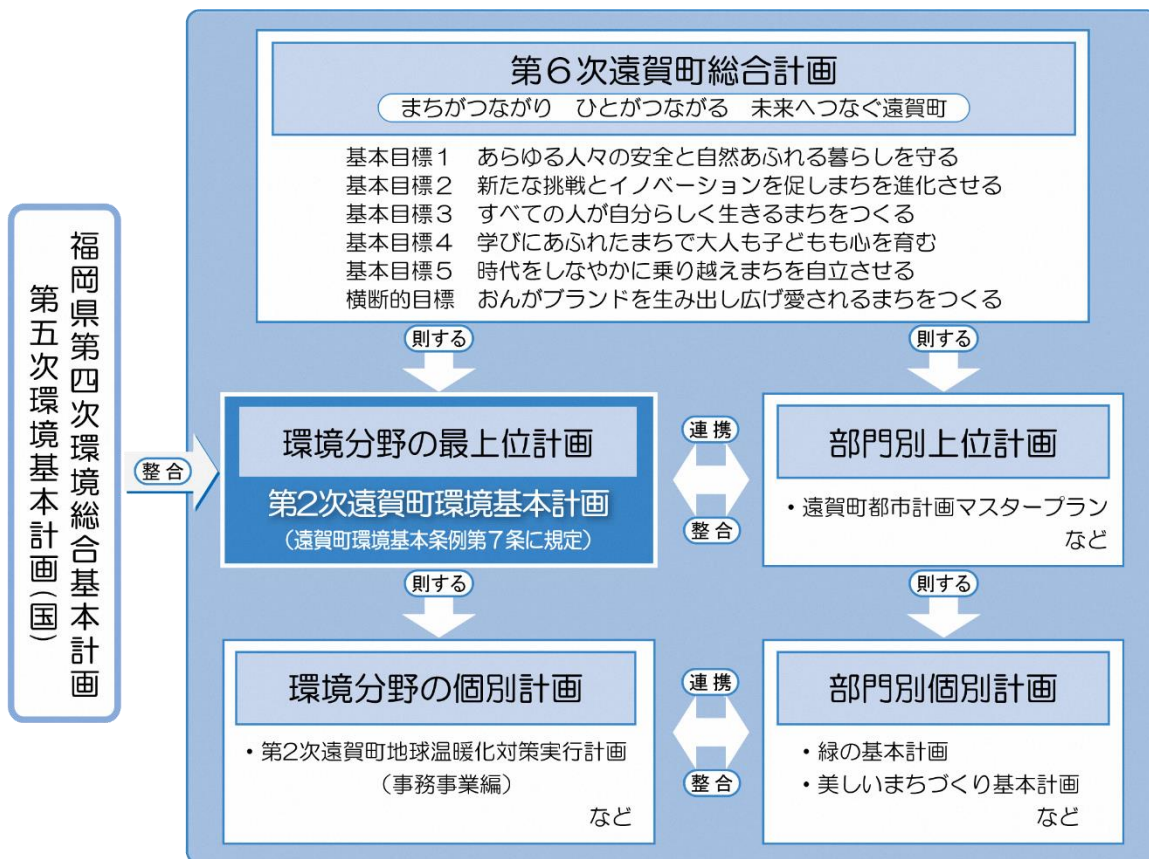 福岡県第四次環境総合基本計画
第五次環境基本計画(国)
整合
第6次遠賀町総合計画
まちがつながり ひとがつながる 未来へつなぐ遠賀町
基本目標1 あらゆる人々の安全と自然あふれる暮らしを守る
基本目標2 新たな挑戦とイノベーションを促しまちを進化させる
基本目標3 すべての人が自分らしく生きるまちをつくる
基本目標4 学びにあふれたまちで大人も子どもも心を育む
基本目標5 時代をしなやかに乗り越えまちを自立させる
横断的目標 おんがブランドを生み出し広げ愛されるまちをつくる
則する
則する
環境分野の最上位計画
第2次遠賀町環境基本計画
(遠賀町環境基本条例第7条に規定)
連携
整合
部門別上位計画
・遠賀町都市計画マスタープラン
など
則する
則する
環境分野の個別計画
・第2次遠賀町地球温暖化対策実行計画
(事務事業編)
など
連携
整合
部門別個別計画
・緑の基本計画
・美しいまちづくり基本計画
など